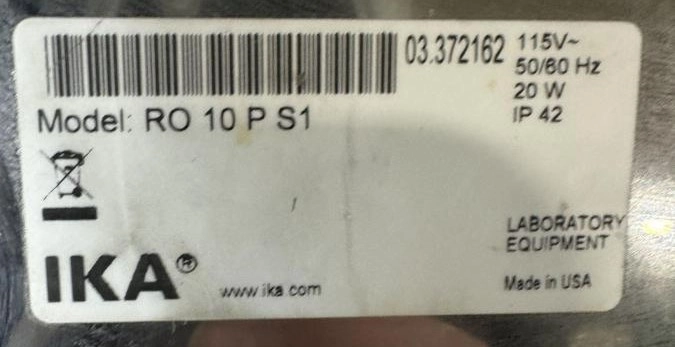 03.372162
115V~
50/60 Hz
20 W
IP 42
Model: RO 10 P S1
LABORATORY
EQUIPMENT
IKA®
www.ika.com
Made in USA